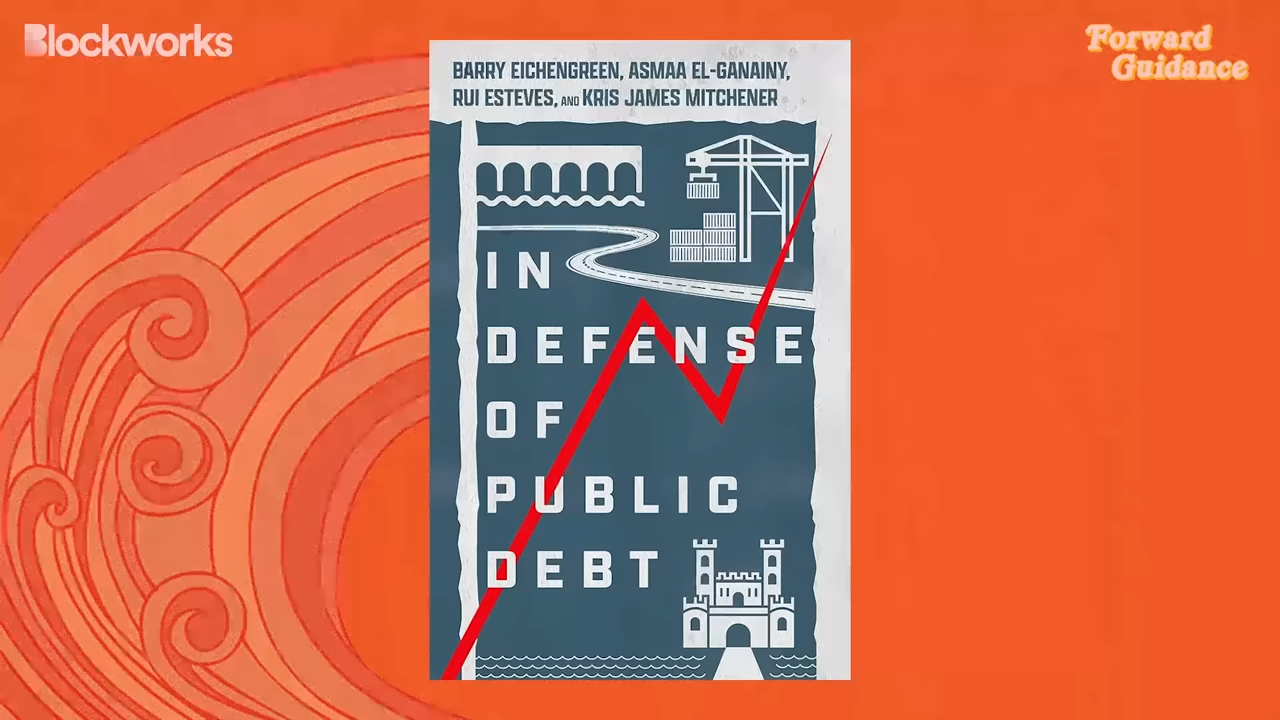 Blockworks
Forward
Guidance
BARRY EICHENGREEN, ASMAA EL-GANAINY,
RUI ESTEVES, AND KRIS JAMES MITCHENER
IN
DEFENSE
OF
PUBLIC
DEBT